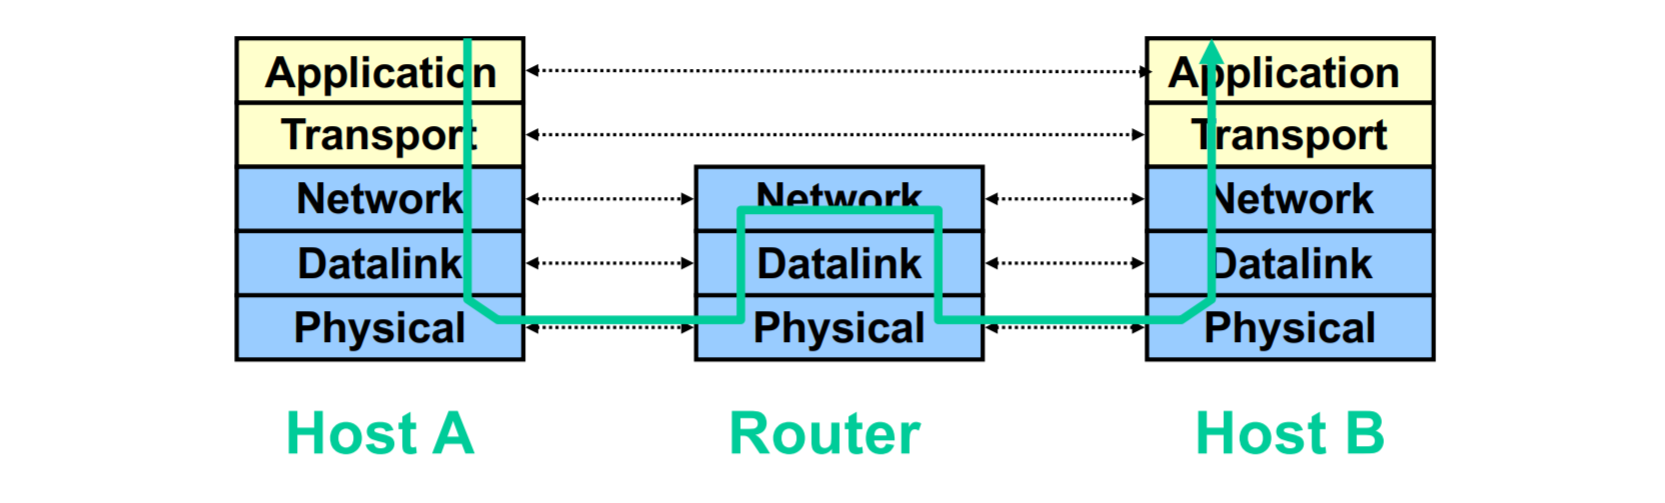 Application
Transport
Network
Datalink
Physical
Host A
Network
Datalink
Physical
Router
Application
Transport
Network
Datalink
Physical
Host B